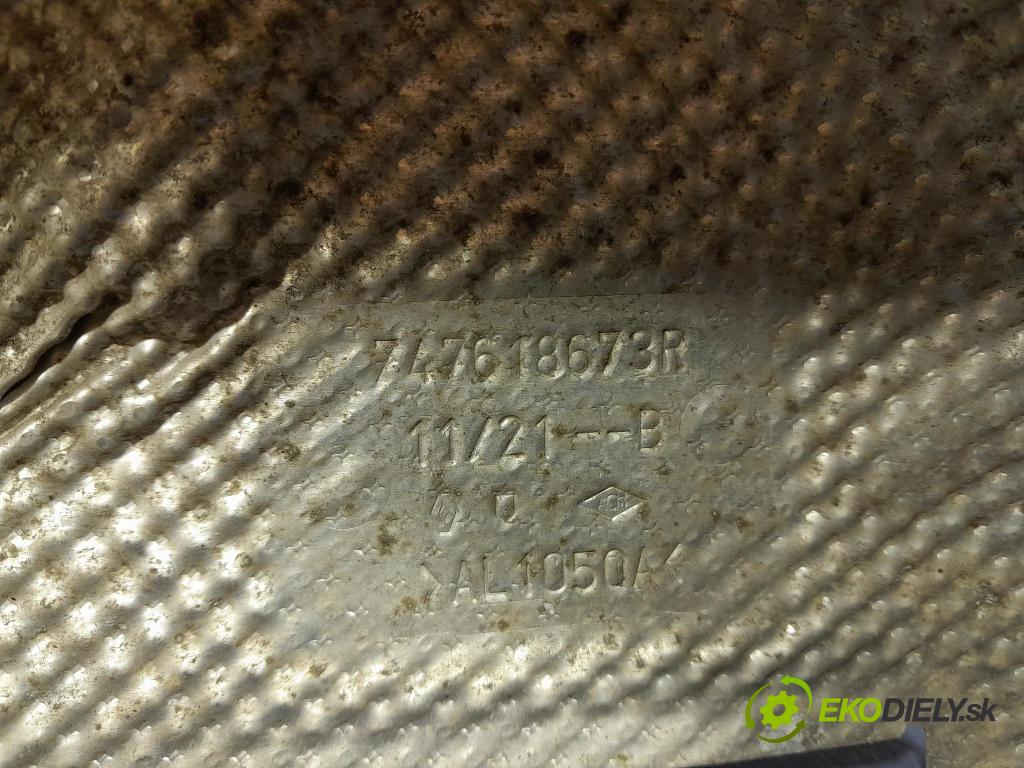 747618673R
11/21--B
>AL1050A<
EKODIELY.sk